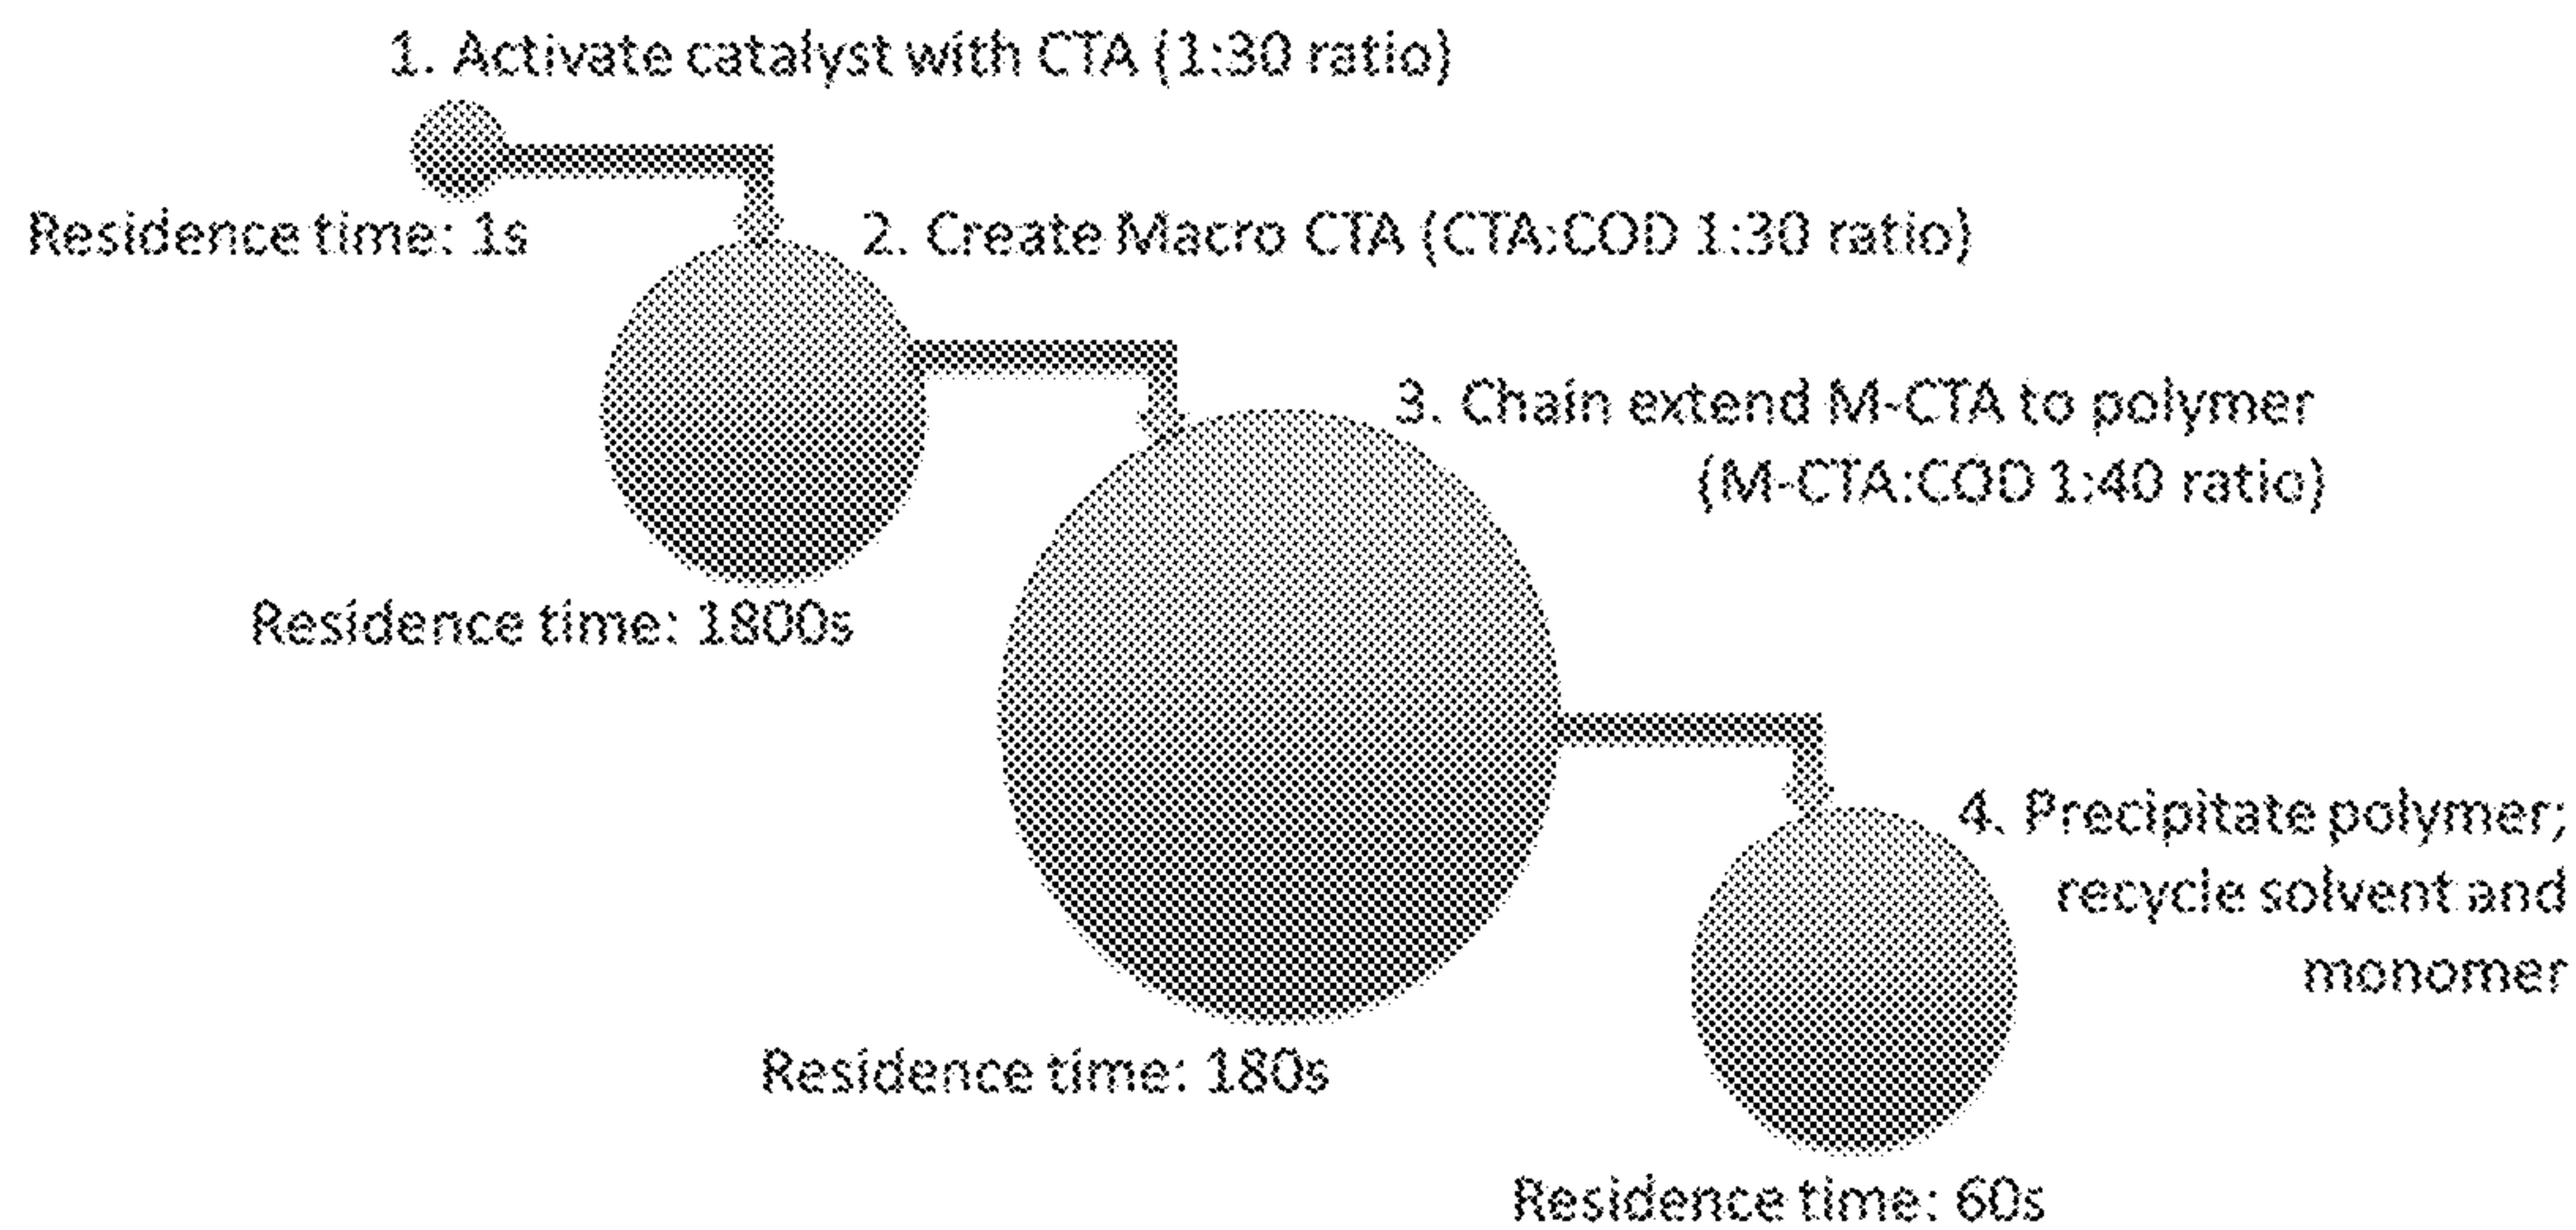 1. Activate catalyst with CTA (1:30 ratio)
Residence time: 1s
2. Create Macro CTA (CTA:COD 1:30 ratio)
3. Chain extend M-CTA to polymer
(M-CTA:COD 1:40 ratio)
Residence time: 1800s
4. Precipitate polymer;
recycle solvent and
monomer
Residence time: 180s
Residence time: 60s